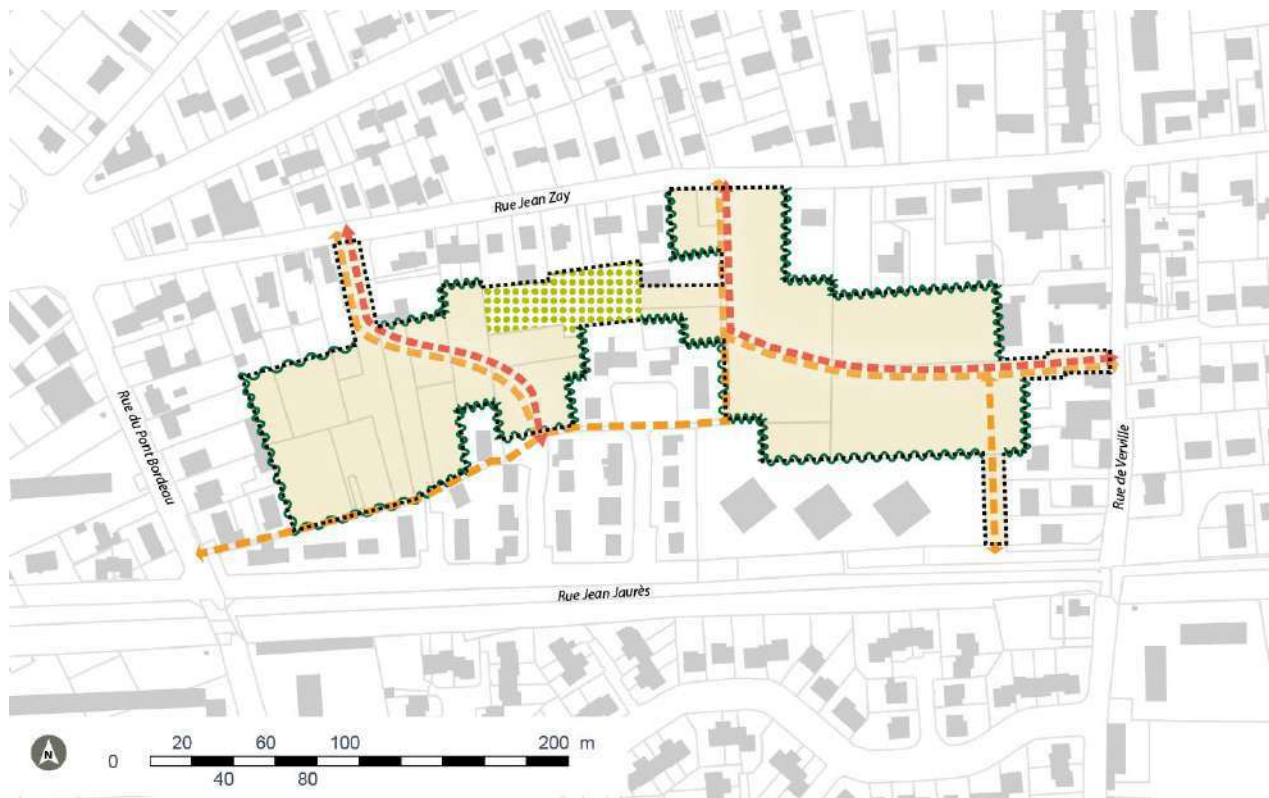 Rue Jean Zay
Rue du Pont Bordeau
Rue de Verville
Rue Jean Jaurès
N
0 20 40 60 80 100 200 m